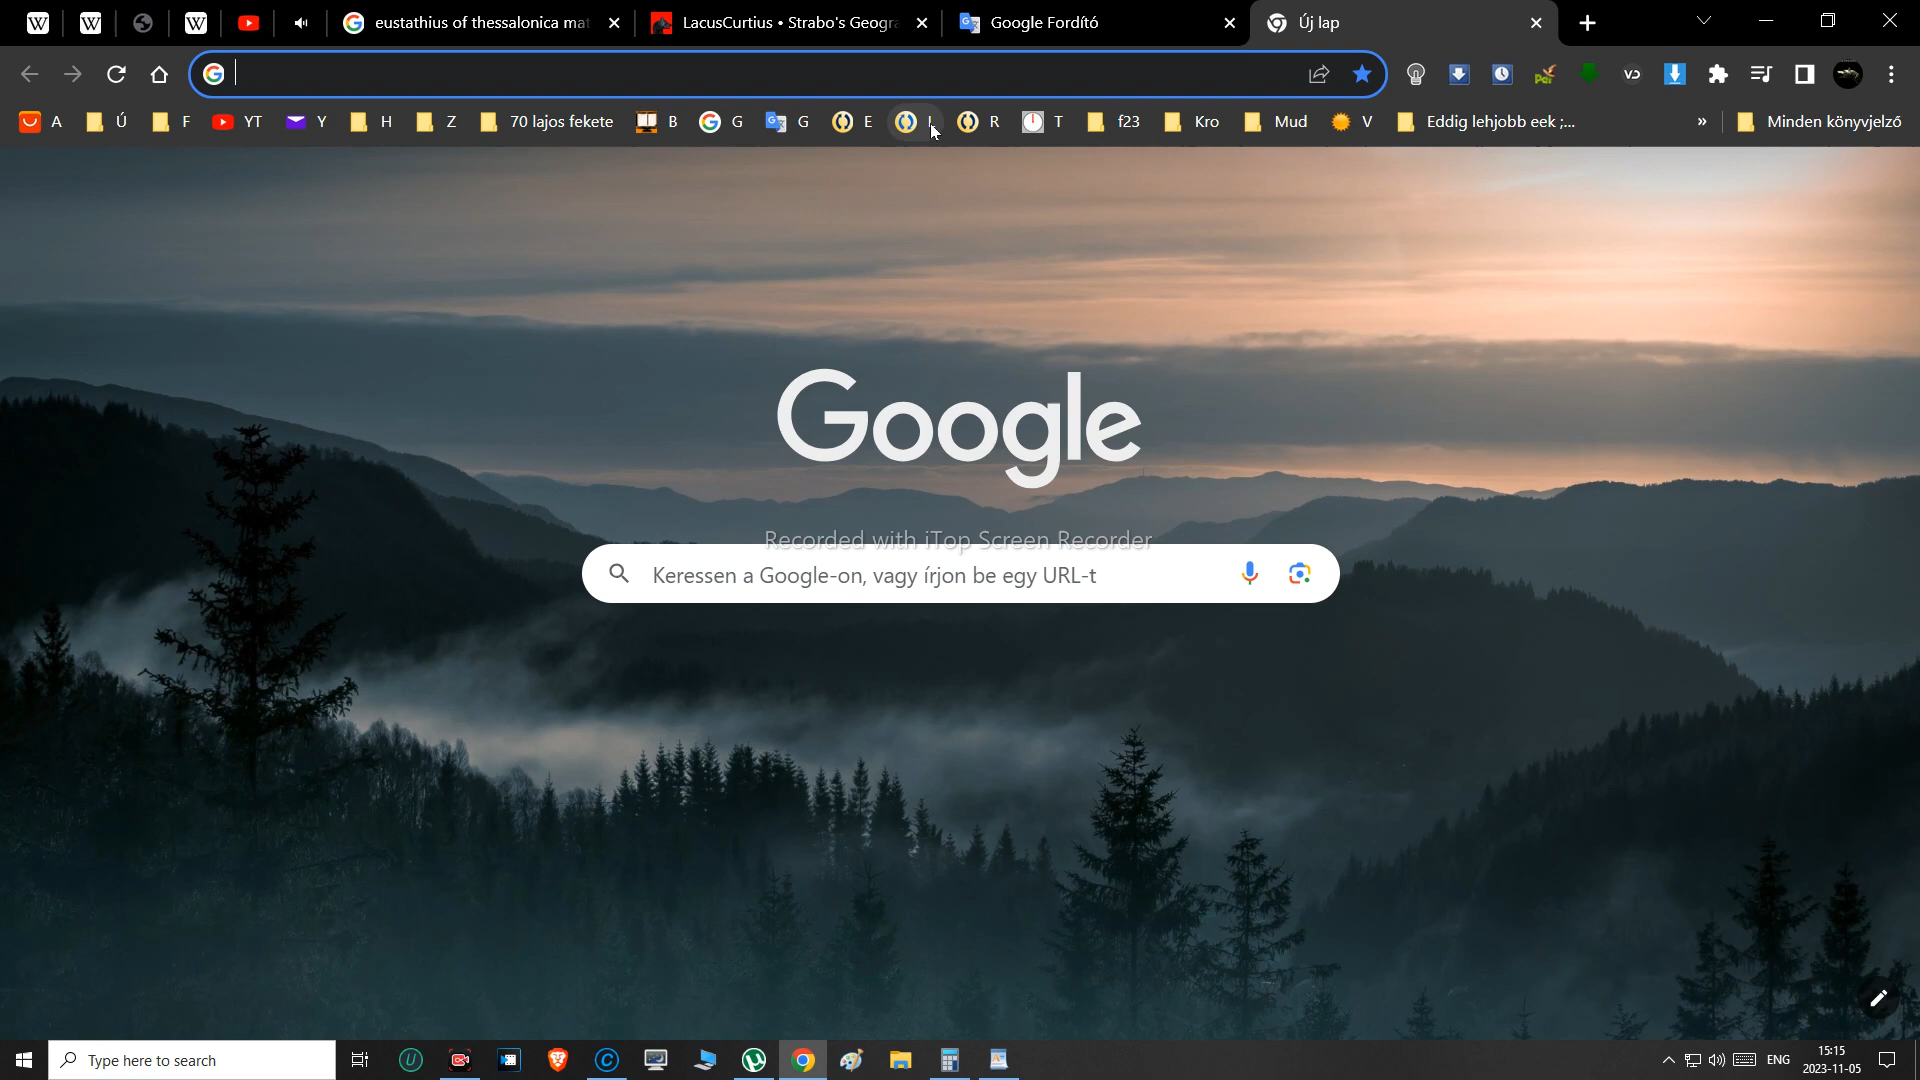 eustathius of thessalonica mat
LacusCurtius • Strabo's Geogra
Google Fordító
Új lap
A
Ú
F
YT
Y
H
Z
70 lajos fekete
B
G
G
E
I
R
T
f23
Kro
Mud
V
Eddig lehjobb eek ;...
»
Minden könyvjelző
Google
Recorded with iTop Screen Recorder
Keressen a Google-on, vagy írjon be egy URL-t
Type here to search
ENG
15:15
2023-11-05